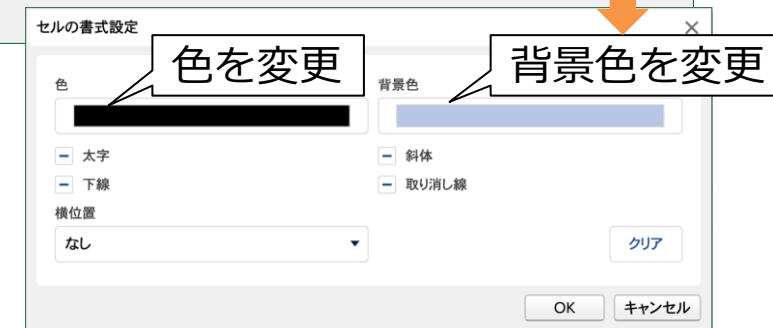 セルの書式設定
色を変更
背景色を変更
色
背景色
太字
斜体
下線
取り消し線
横位置
なし
クリア
OK
キャンセル